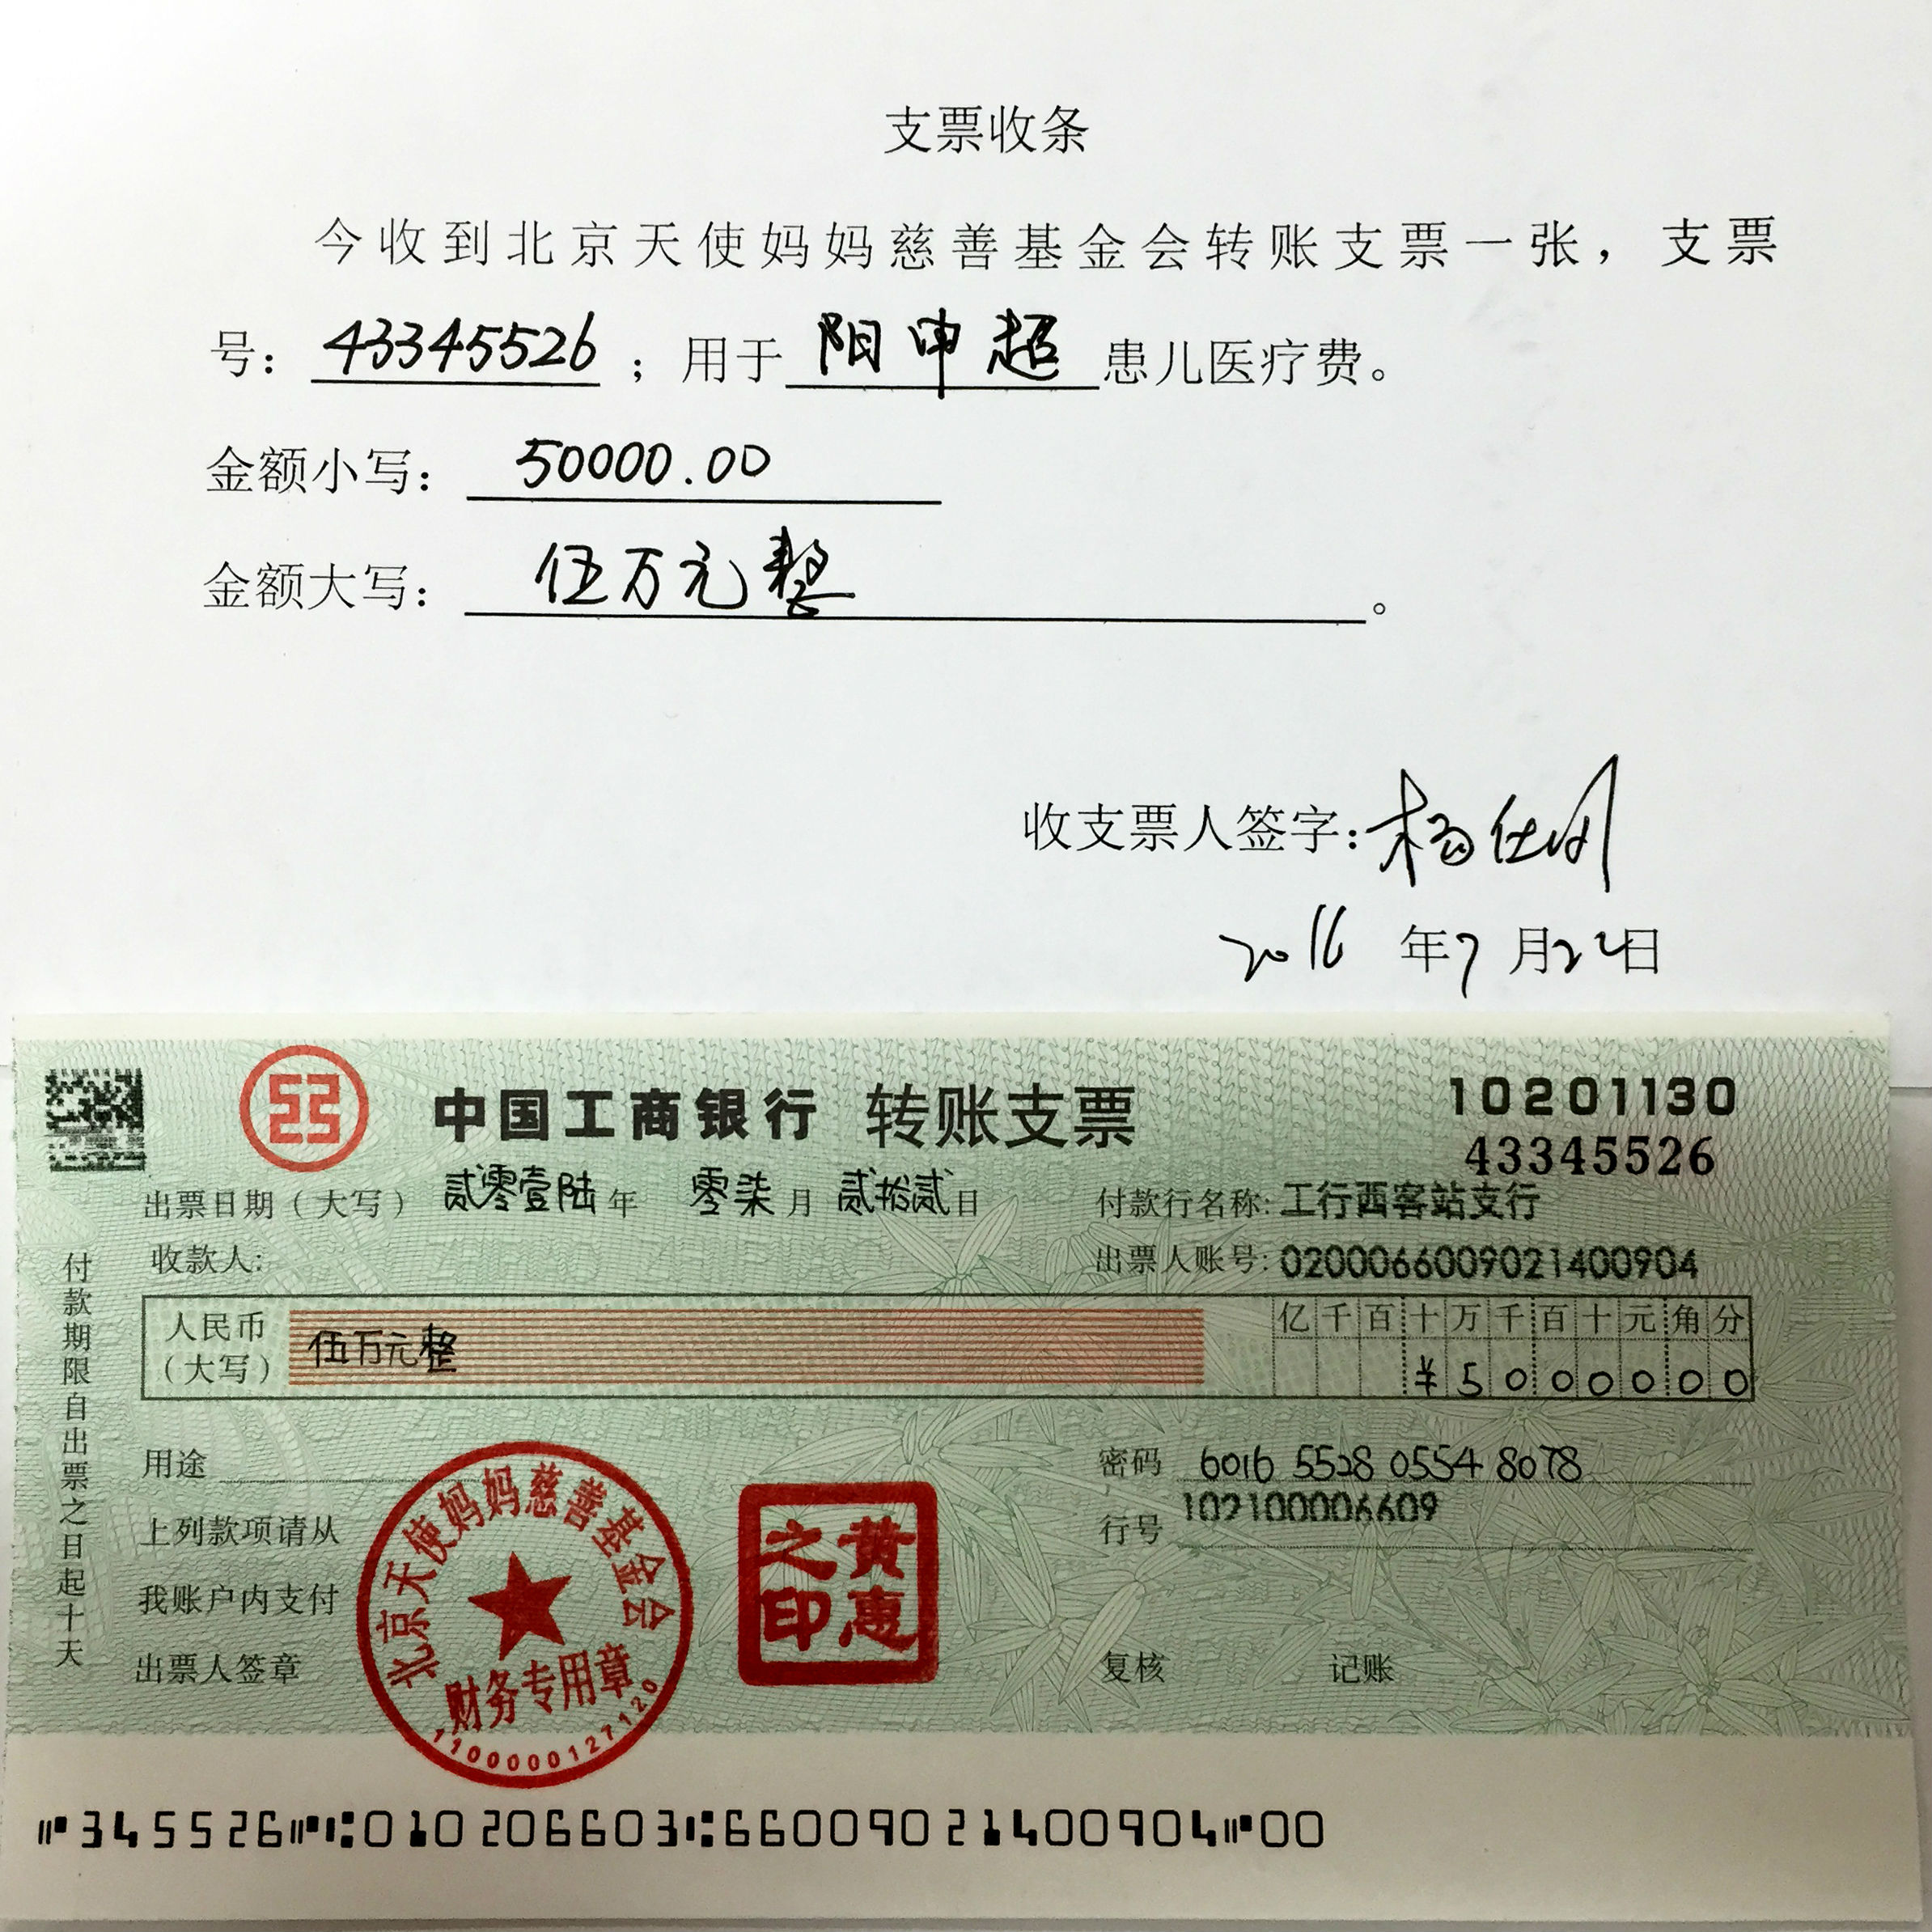 支票收条
今收到北京天使妈妈慈善基金会转账支票一张，支票
号：43345526；用于阳申超患儿医疗费。
金额小写：50000.00
金额大写：伍万元整。
收支票人签字：杨仕
2016年7月22日
中国工商银行 转账支票 10201130
43345526
出票日期（大写） 贰零壹陆年 零柒月 贰拾贰日 付款行名称：工行西客站支行
收款人： 出票人账号：0200066009021400904
付款期限自出票之日起十天
人民币（大写） 伍万元整
亿千百十万千百十元角分
¥5000000
用途 密码 6016 5528 0554 8078
上列款项请从 行号 102100006609
我账户内支付
出票人签章 复核 记账
北京天使妈妈慈善基金会
财务专用章
1100000127120
黄惠之印
345526 010206603 6600902 1400904 00